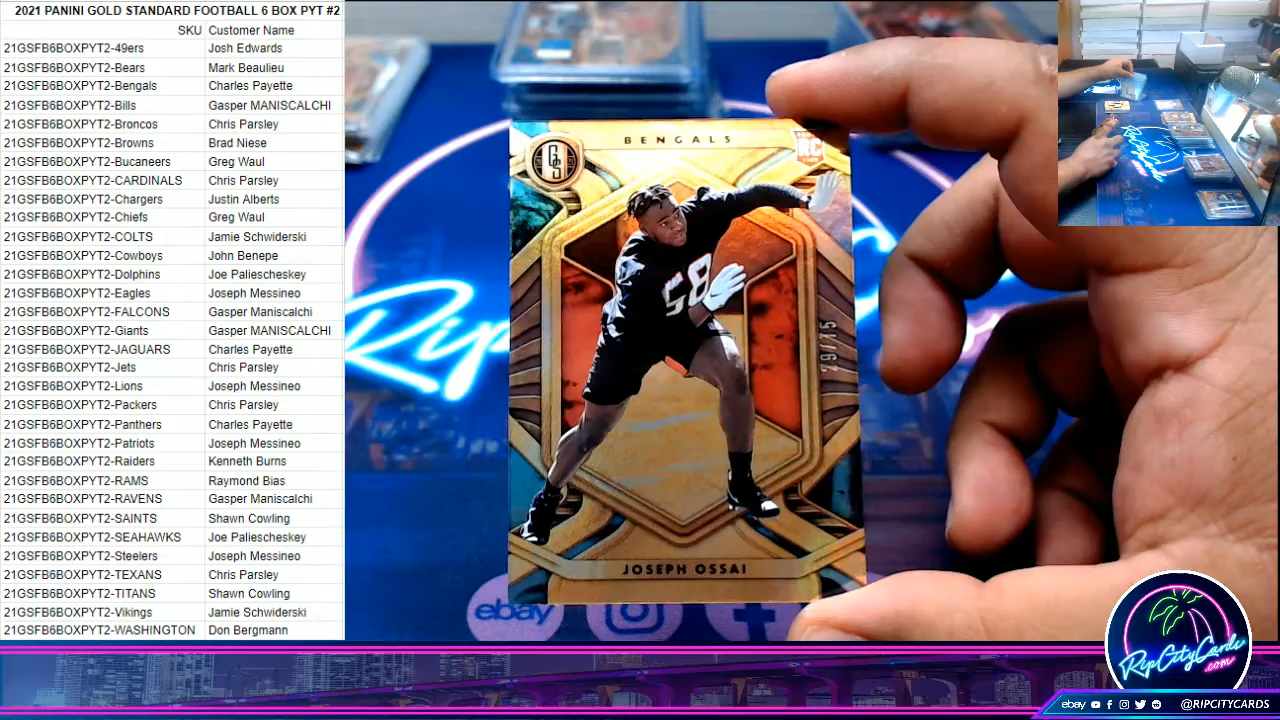 2021 PANINI GOLD STANDARD FOOTBALL 6 BOX PYT #2
SKU Customer Name
21GSFB6BOXPYT2-49ers Josh Edwards
21GSFB6BOXPYT2-Bears Mark Beaulieu
21GSFB6BOXPYT2-Bengals Charles Payette
21GSFB6BOXPYT2-Bills Gasper MANISCALCHI
21GSFB6BOXPYT2-Broncos Chris Parsley
21GSFB6BOXPYT2-Browns Brad Niese
21GSFB6BOXPYT2-Bucaneers Greg Waul
21GSFB6BOXPYT2-CARDINALS Chris Parsley
21GSFB6BOXPYT2-Chargers Justin Alberts
21GSFB6BOXPYT2-Chiefs Greg Waul
21GSFB6BOXPYT2-COLTS Jamie Schwiderski
21GSFB6BOXPYT2-Cowboys John Benepe
21GSFB6BOXPYT2-Dolphins Joe Paliescheskey
21GSFB6BOXPYT2-Eagles Joseph Messineo
21GSFB6BOXPYT2-FALCONS Gasper Maniscalchi
21GSFB6BOXPYT2-Giants Gasper MANISCALCHI
21GSFB6BOXPYT2-JAGUARS Charles Payette
21GSFB6BOXPYT2-Jets Chris Parsley
21GSFB6BOXPYT2-Lions Joseph Messineo
21GSFB6BOXPYT2-Packers Chris Parsley
21GSFB6BOXPYT2-Panthers Charles Payette
21GSFB6BOXPYT2-Patriots Joseph Messineo
21GSFB6BOXPYT2-Raiders Kenneth Burns
21GSFB6BOXPYT2-RAMS Raymond Bias
21GSFB6BOXPYT2-RAVENS Gasper Maniscalchi
21GSFB6BOXPYT2-SAINTS Shawn Cowling
21GSFB6BOXPYT2-SEAHAWKS Joe Paliescheskey
21GSFB6BOXPYT2-Steelers Joseph Messineo
21GSFB6BOXPYT2-TEXANS Chris Parsley
21GSFB6BOXPYT2-TITANS Shawn Cowling
21GSFB6BOXPYT2-Vikings Jamie Schwiderski
21GSFB6BOXPYT2-WASHINGTON Don Bergmann
BENGALS
GS
RC
58
29/75
JOSEPH OSSAI
Rip
ebay
RipCityCards
.com
ebay @RIPCITYCARDS